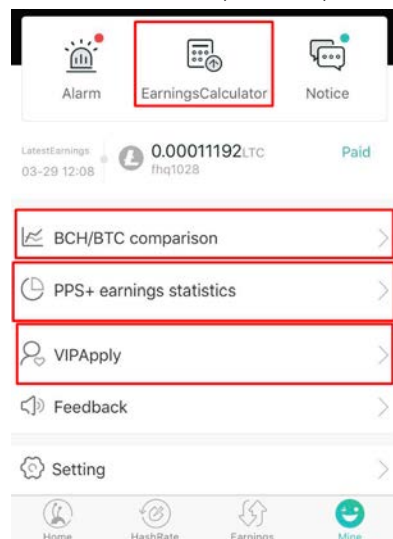 Alarm EarningsCalculator Notice
LatestEarnings 0.00011192LTC Paid
03-29 12:08 fhq1028
BCH/BTC comparison
PPS+ earnings statistics
VIPApply
Feedback
Setting
Home HashRate Earnings Mine